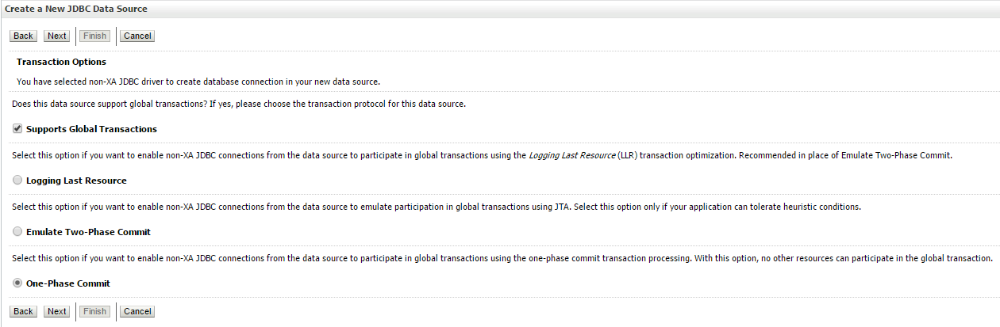 Create a New JDBC Data Source
Back Next Finish Cancel
Transaction Options
You have selected non-XA JDBC driver to create database connection in your new data source.
Does this data source support global transactions? If yes, please choose the transaction protocol for this data source.
Supports Global Transactions
Select this option if you want to enable non-XA JDBC connections from the data source to participate in global transactions using the Logging Last Resource (LLR) transaction optimization. Recommended in place of Emulate Two-Phase Commit.
Logging Last Resource
Select this option if you want to enable non-XA JDBC connections from the data source to emulate participation in global transactions using JTA. Select this option only if your application can tolerate heuristic conditions.
Emulate Two-Phase Commit
Select this option if you want to enable non-XA JDBC connections from the data source to participate in global transactions using the one-phase commit transaction processing. With this option, no other resources can participate in the global transaction.
One-Phase Commit
Back Next Finish Cancel